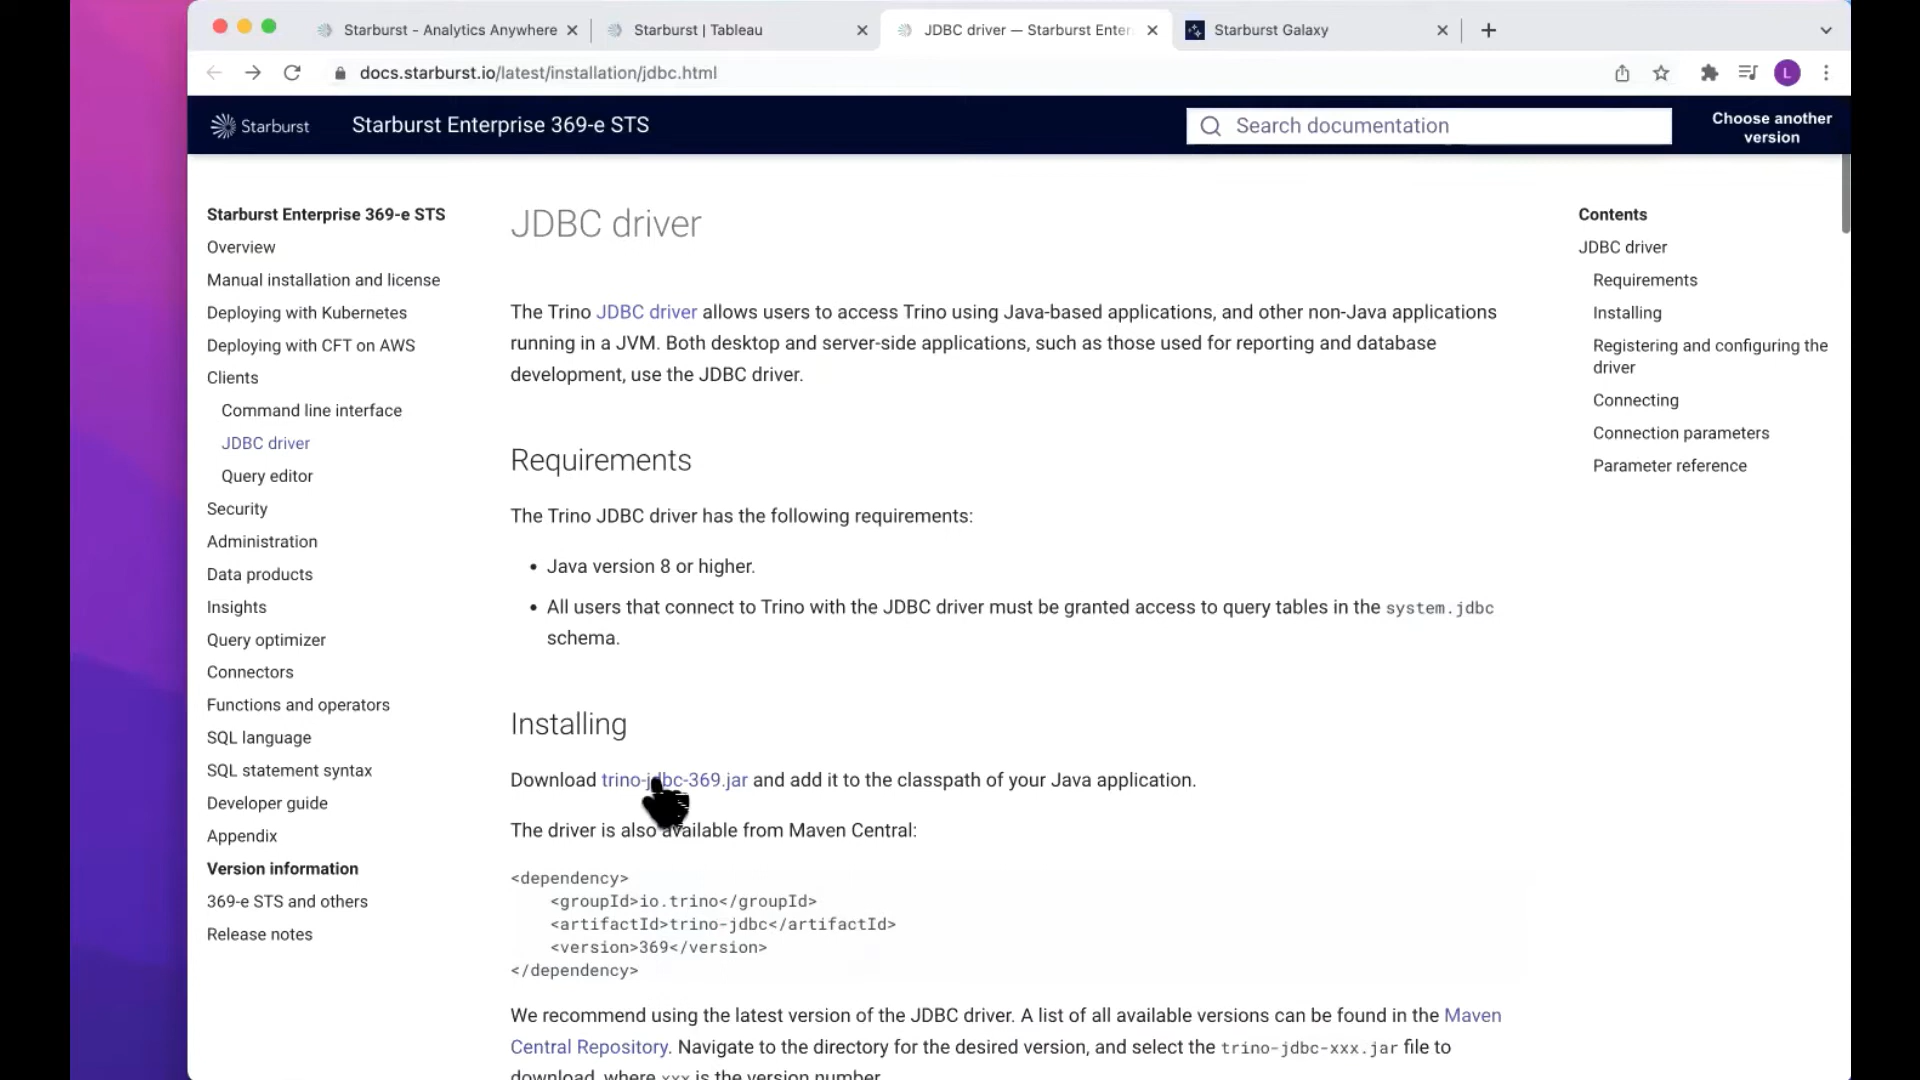 Starburst - Analytics Anywhere
Starburst | Tableau
JDBC driver — Starburst Enter
Starburst Galaxy
docs.starburst.io/latest/installation/jdbc.html
L
Starburst
Starburst Enterprise 369-e STS
Search documentation
Choose another
version
Starburst Enterprise 369-e STS
Overview
Manual installation and license
Deploying with Kubernetes
Deploying with CFT on AWS
Clients
Command line interface
JDBC driver
Query editor
Security
Administration
Data products
Insights
Query optimizer
Connectors
Functions and operators
SQL language
SQL statement syntax
Developer guide
Appendix
Version information
369-e STS and others
Release notes
JDBC driver
The Trino JDBC driver allows users to access Trino using Java-based applications, and other non-Java applications
running in a JVM. Both desktop and server-side applications, such as those used for reporting and database
development, use the JDBC driver.
Requirements
The Trino JDBC driver has the following requirements:
• Java version 8 or higher.
• All users that connect to Trino with the JDBC driver must be granted access to query tables in the system.jdbc
schema.
Installing
Download trino-jdbc-369.jar and add it to the classpath of your Java application.
The driver is also available from Maven Central:
<dependency>
<groupId>io.trino</groupId>
<artifactId>trino-jdbc</artifactId>
<version>369</version>
</dependency>
We recommend using the latest version of the JDBC driver. A list of all available versions can be found in the Maven
Central Repository. Navigate to the directory for the desired version, and select the trino-jdbc-xxx.jar file to
download, where xxx is the version number
Contents
JDBC driver
Requirements
Installing
Registering and configuring the
driver
Connecting
Connection parameters
Parameter reference